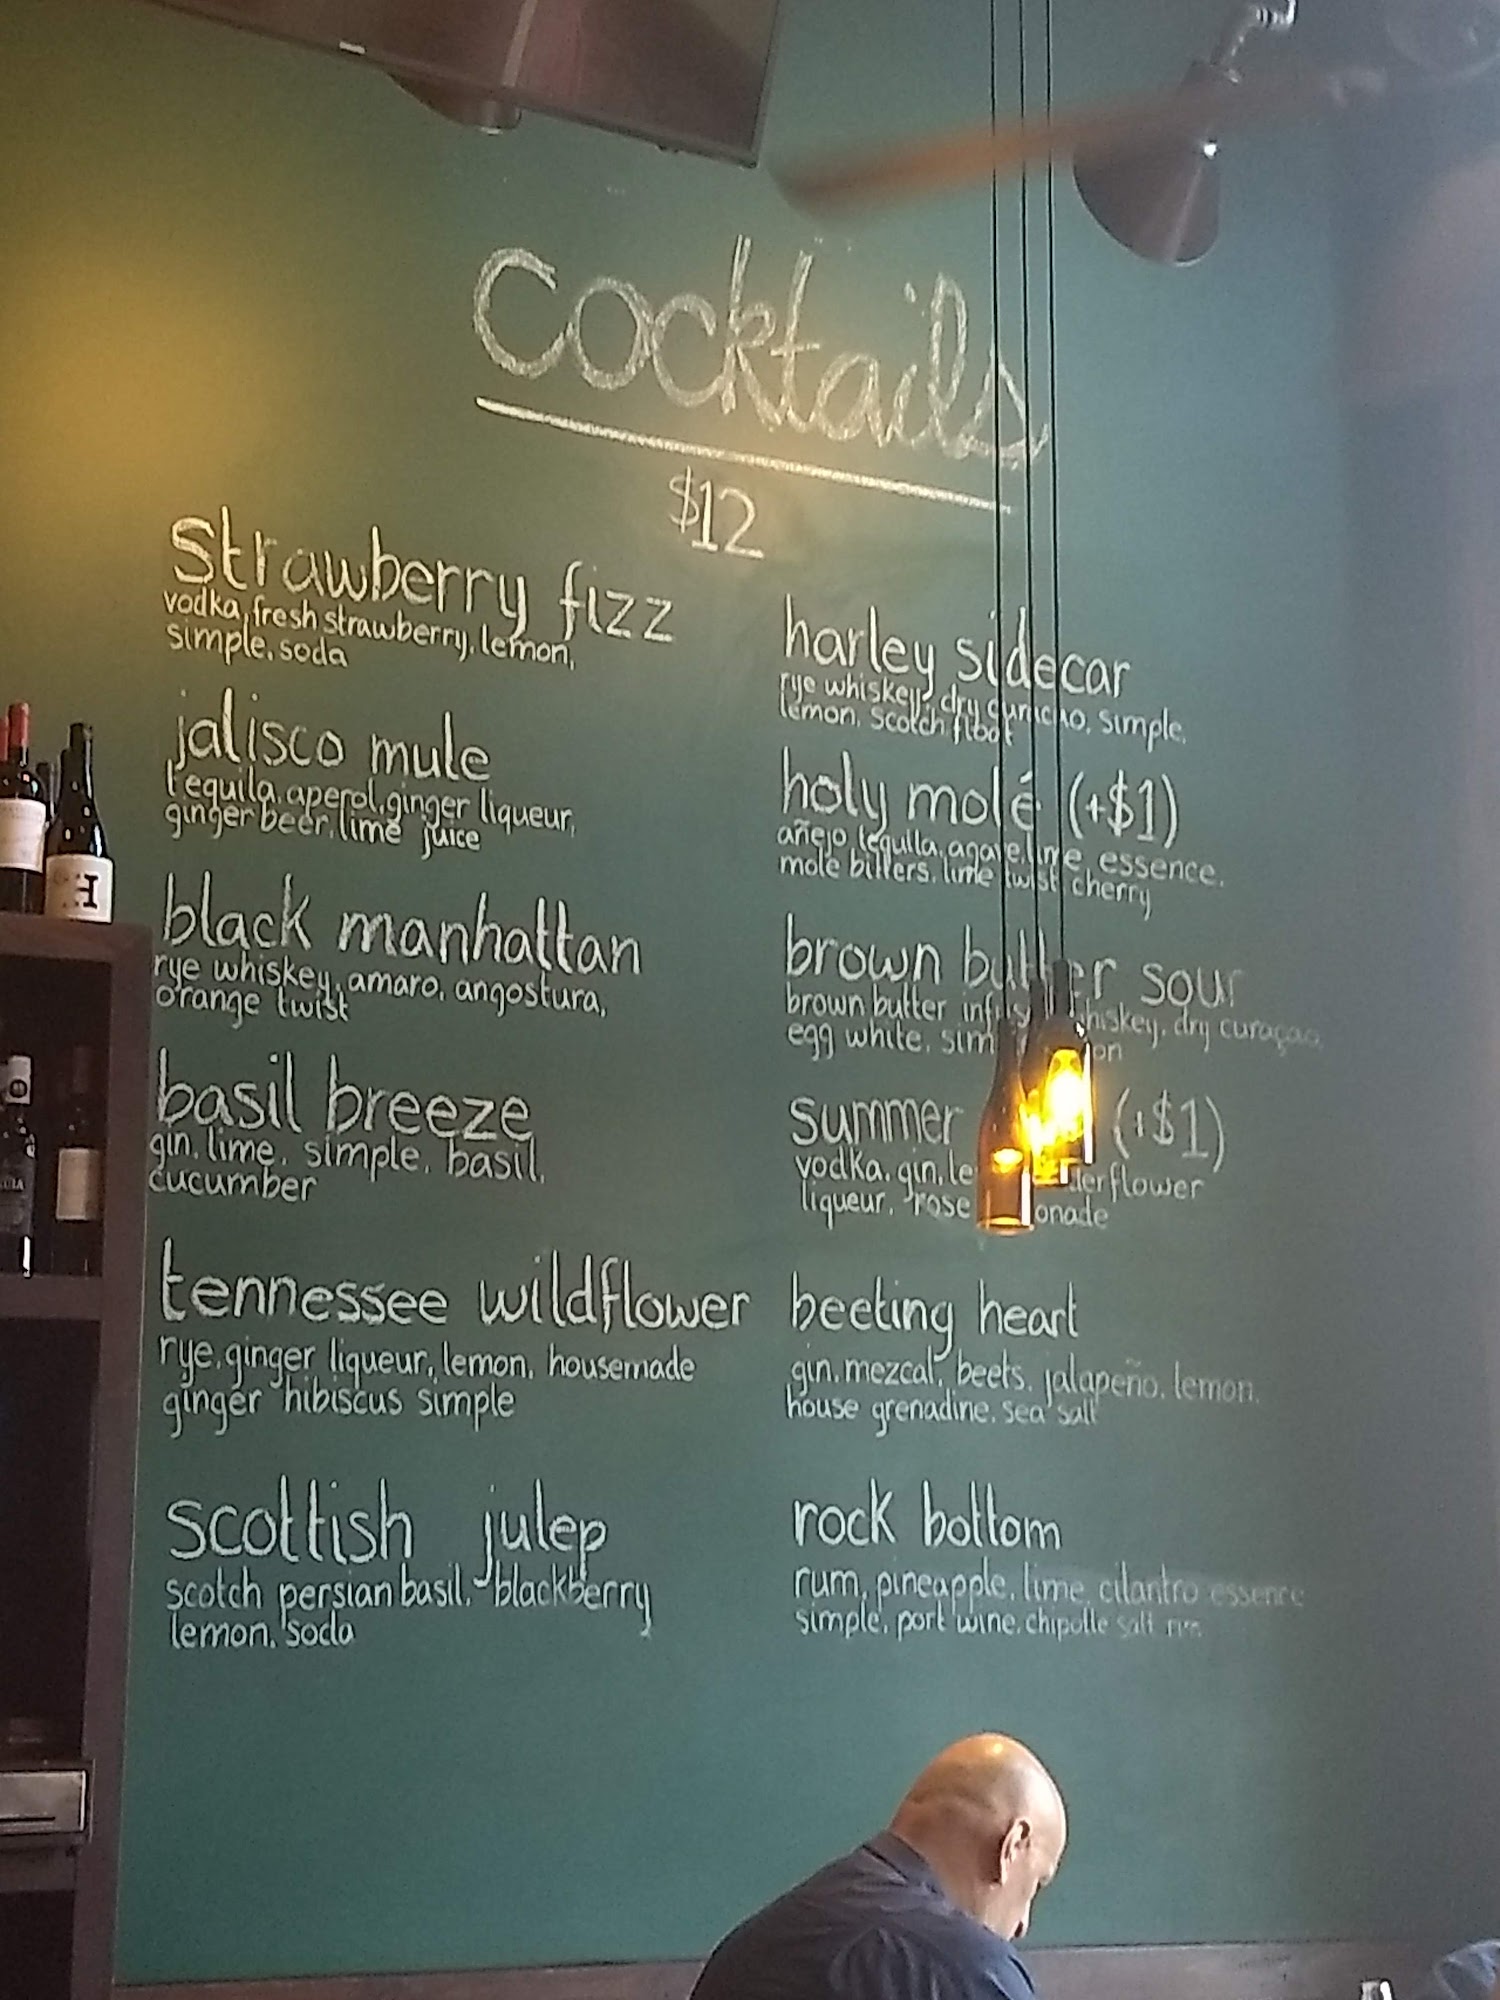 Cocktails
$12
strawberry fizz
vodka, fresh strawberry, lemon,
simple, soda
jalisco mule
tequila, aperol, ginger liqueur,
ginger beer, lime juice
black manhattan
rye whiskey, amaro, angostura,
orange twist
basil breeze
gin, lime, simple, basil,
cucumber
tennessee wildflower
rye, ginger liqueur, lemon, housemade
ginger hibiscus simple
scottish julep
scotch persian basil, blackberry
lemon, soda
harley sidecar
rye whiskey, dry curacao, simple,
lemon, scotch float
holy molé (+$1)
añejo tequila, agave, lime, essence,
mole bitters, lime twist, cherry
brown butter sour
brown butter whiskey, dry curaçao,
egg white,
summer (+$1)
vodka, gin,
liqueur, rose
beeting heart
gin, mezcal, beets, jalapeño, lemon,
house grenadine, sea salt
rock bottom
rum, pineapple, lime, cilantro essence
simple, port wine, chipotle salt rim
H